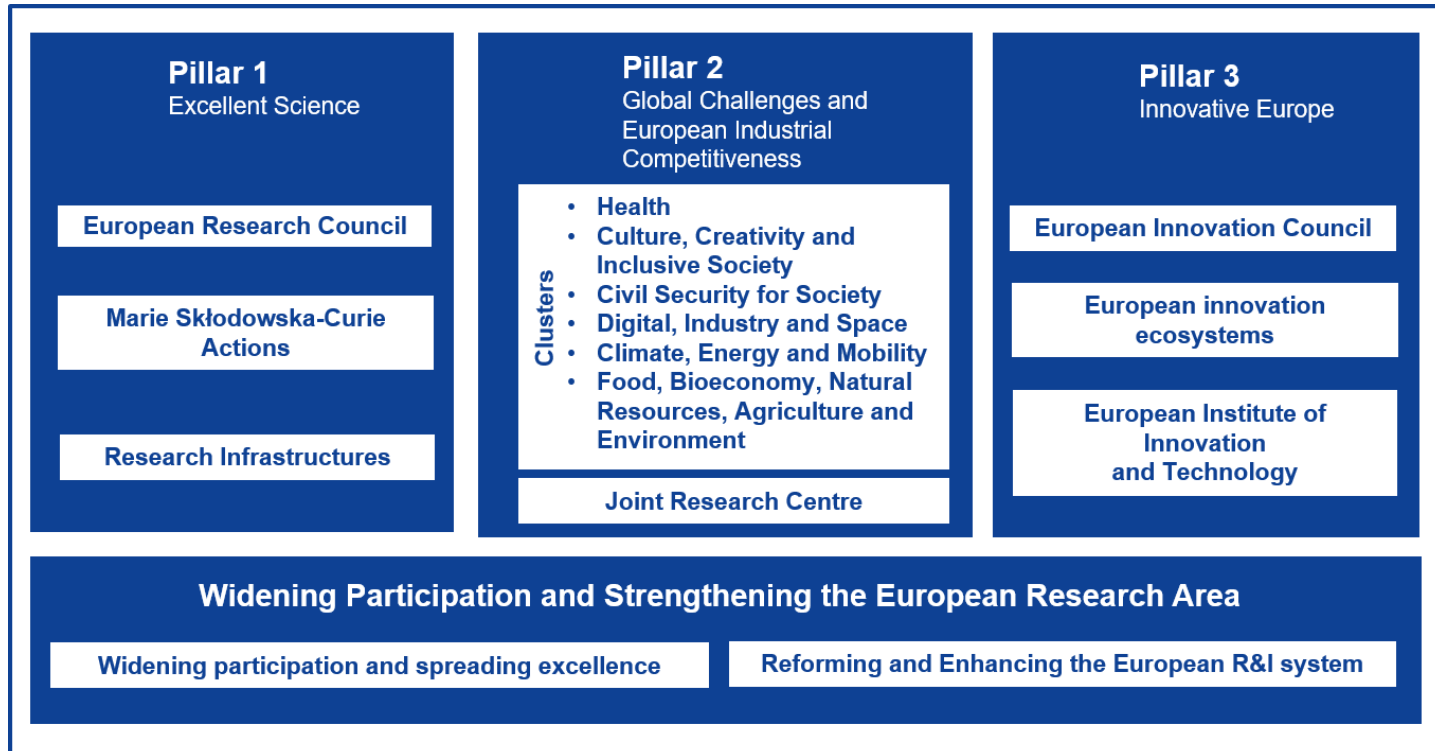 Pillar 1
Excellent Science
European Research Council
Marie Skłodowska-Curie
Actions
Research Infrastructures
Pillar 2
Global Challenges and
European Industrial
Competitiveness
Clusters
• Health
• Culture, Creativity and
Inclusive Society
• Civil Security for Society
• Digital, Industry and Space
• Climate, Energy and Mobility
• Food, Bioeconomy, Natural
Resources, Agriculture and
Environment
Joint Research Centre
Pillar 3
Innovative Europe
European Innovation Council
European innovation
ecosystems
European Institute of
Innovation
and Technology
Widening Participation and Strengthening the European Research Area
Widening participation and spreading excellence
Reforming and Enhancing the European R&I system